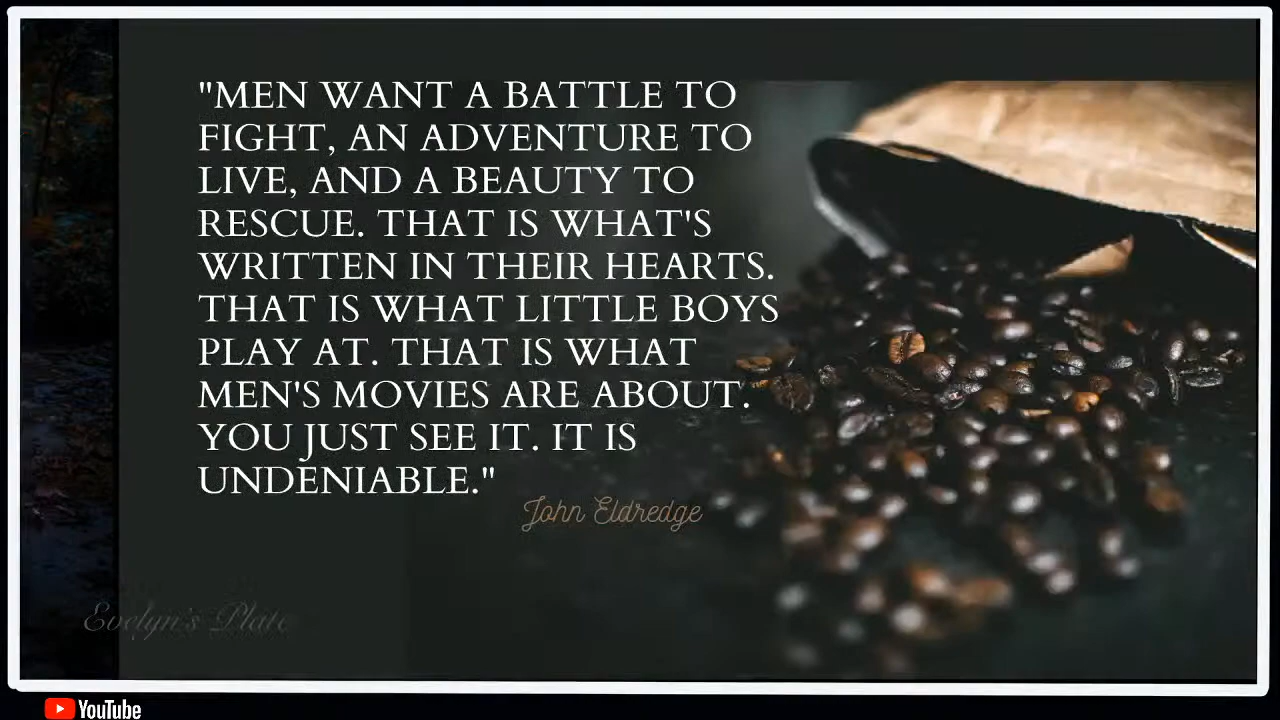 "MEN WANT A BATTLE TO
FIGHT, AN ADVENTURE TO
LIVE, AND A BEAUTY TO
RESCUE. THAT IS WHAT'S
WRITTEN IN THEIR HEARTS.
THAT IS WHAT LITTLE BOYS
PLAY AT. THAT IS WHAT
MEN'S MOVIES ARE ABOUT.
YOU JUST SEE IT. IT IS
UNDENIABLE."
John Eldredge
Evelyn's Plate
YouTube